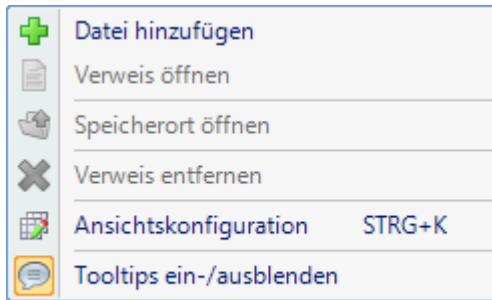 Datei hinzufügen
Verweis öffnen
Speicherort öffnen
Verweis entfernen
Ansichtskonfiguration STRG+K
Tooltips ein-/ausblenden